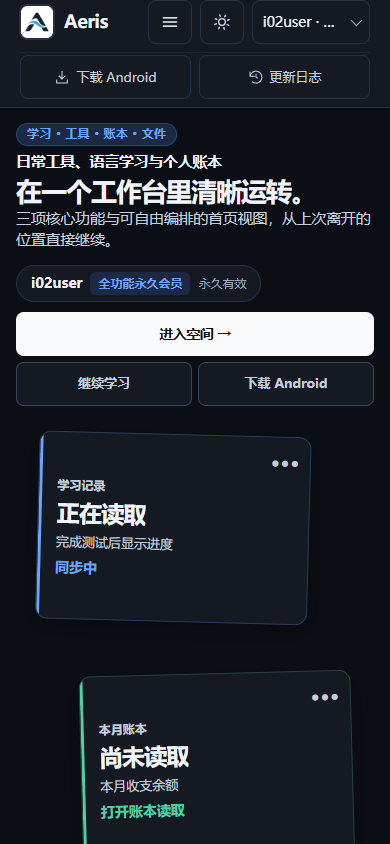 Aeris
i02user · ...
下载 Android
更新日志
学习 • 工具 • 账本 • 文件
日常工具、语言学习与个人账本
在一个工作台里清晰运转。
三项核心功能与可自由编排的首页视图，从上次离开的
位置直接继续。
i02user 全功能永久会员 永久有效
进入空间 →
继续学习
下载 Android
学习记录
正在读取
完成测试后显示进度
同步中
本月账本
尚未读取
本月收支余额
打开账本读取